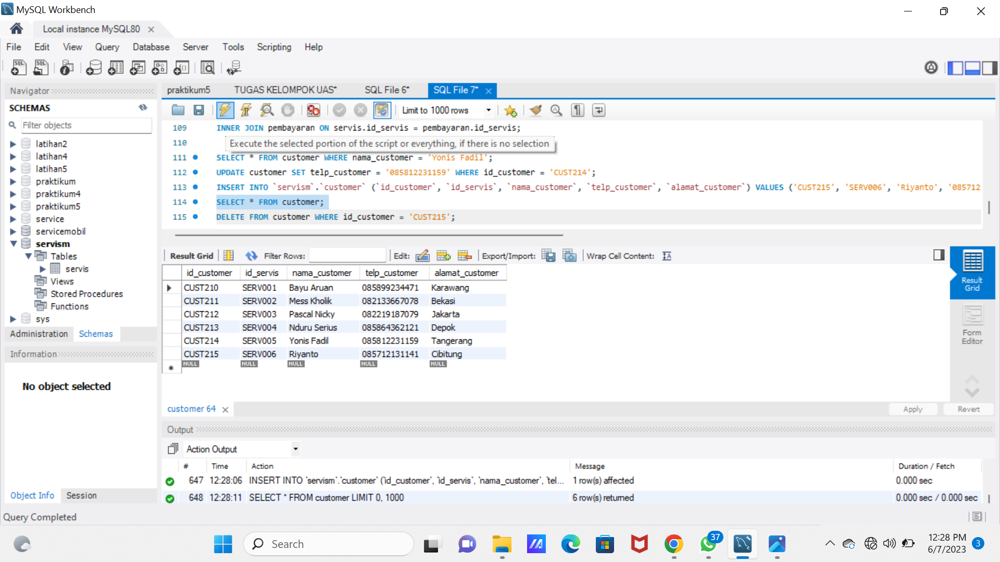 MySQL Workbench
Local instance MySQL80
File Edit View Query Database Server Tools Scripting Help
Navigator
SCHEMAS
Filter objects
latihan2
latihan4
latihan5
praktikum
praktikum4
praktikum5
service
servicemobil
servism
Tables
servis
Views
Stored Procedures
Functions
sys
Administration Schemas
Information
No object selected
Object Info Session
praktikum5 TUGAS KELOMPOK UAS* SQL File 6* SQL File 7*
Limit to 1000 rows
109 INNER JOIN pembayaran ON servis.id_servis = pembayaran.id_servis;
110
Execute the selected portion of the script or everything, if there is no selection
111 SELECT * FROM customer WHERE nama_customer = 'Yonis Fadil';
112 UPDATE customer SET telp_customer = '085812231159' WHERE id_customer = 'CUST214';
113 INSERT INTO `servism`.`customer` (`id_customer`, `id_servis`, `nama_customer`, `telp_customer`, `alamat_customer`) VALUES ('CUST215', 'SERV006', 'Riyanto', '085712
114 SELECT * FROM customer;
115 DELETE FROM customer WHERE id_customer = 'CUST215';
Result Grid Filter Rows: Edit: Export/Import: Wrap Cell Content:
id_customer id_servis nama_customer telp_customer alamat_customer
CUST210 SERV001 Bayu Aruan 085899234471 Karawang
CUST211 SERV002 Mess Kholik 082133667078 Bekasi
CUST212 SERV003 Pascal Nicky 082219187079 Jakarta
CUST213 SERV004 Nduru Serius 085864362121 Depok
CUST214 SERV005 Yonis Fadil 085812231159 Tangerang
CUST215 SERV006 Riyanto 085712131141 Cibitung
NULL NULL NULL NULL NULL
Result
Grid
Form
Editor
customer 64
Apply Revert
Output
Action Output
# Time Action Message Duration / Fetch
647 12:28:06 INSERT INTO `servism`.`customer` (`id_customer`, `id_servis`, `nama_customer`, `tel... 1 row(s) affected 0.000 sec
648 12:28:11 SELECT * FROM customer LIMIT 0, 1000 6 row(s) returned 0.000 sec / 0.000 sec
Query Completed
Search
37
12:28 PM
6/7/2023
3